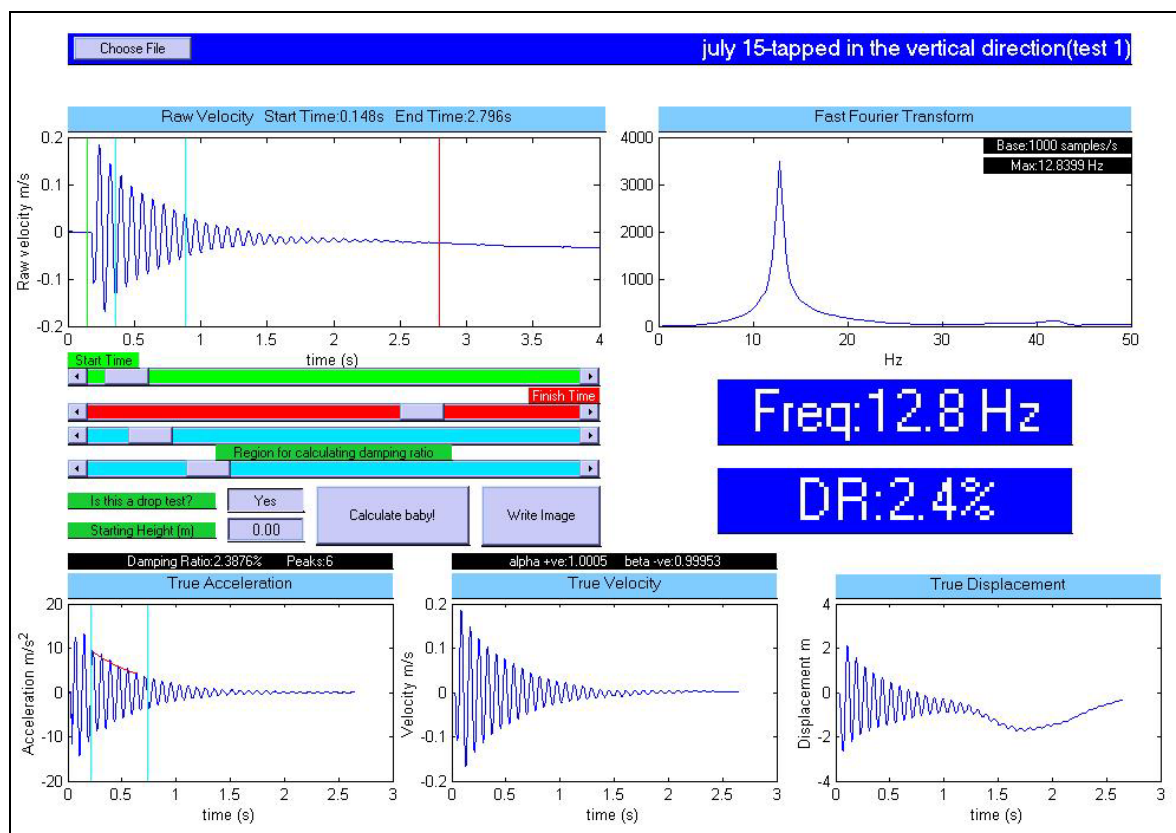 Choose File
july 15-tapped in the vertical direction(test 1)
Raw Velocity Start Time:0.148s End Time:2.796s
Raw velocity m/s
0.2
0.1
0
-0.1
-0.2
0 0.5 1 1.5 2 2.5 3 3.5 4
time (s)
Fast Fourier Transform
Base:1000 samples/s
Max:12.8399 Hz
4000
3000
2000
1000
0
0 10 20 30 40 50
Hz
Start Time
Finish Time
Region for calculating damping ratio
Is this a drop test?
Yes
Starting Height (m)
0.00
Calculate baby!
Write Image
Freq:12.8 Hz
DR:2.4%
Damping Ratio:2.3876% Peaks:6
True Acceleration
Acceleration m/s²
20
10
0
-10
-20
0 0.5 1 1.5 2 2.5 3
time (s)
alpha +ve:1.0005 beta -ve:0.99953
True Velocity
Velocity m/s
0.2
0.1
0
-0.1
-0.2
0 0.5 1 1.5 2 2.5 3
time (s)
True Displacement
Displacement m
4
2
0
-2
-4
0 0.5 1 1.5 2 2.5 3
time (s)